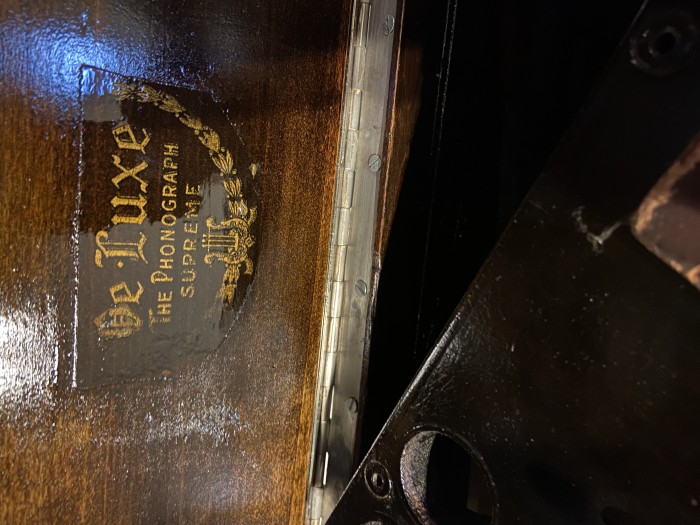 De Luxe
THE PHONOGRAPH
SUPREME